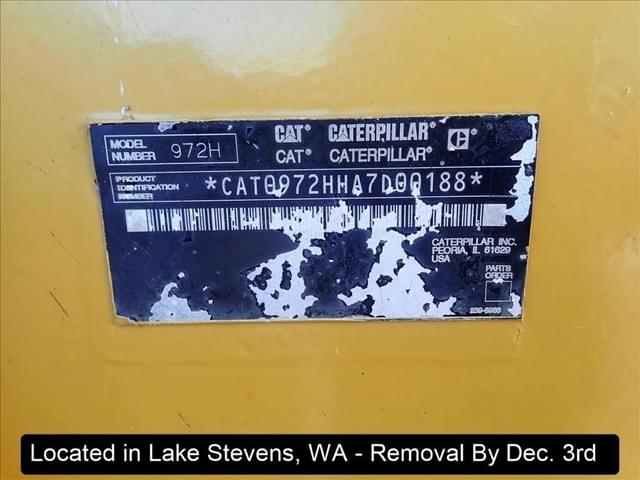 MODEL
NUMBER 972H
CAT® CATERPILLAR® C
CAT® CATERPILLAR®
PRODUCT
IDENTIFICATION
NUMBER
*CAT0972HHA7D00188*
CATERPILLAR INC.
PEORIA, IL 61629
USA
PARTS
ORDER
Located in Lake Stevens, WA - Removal By Dec. 3rd